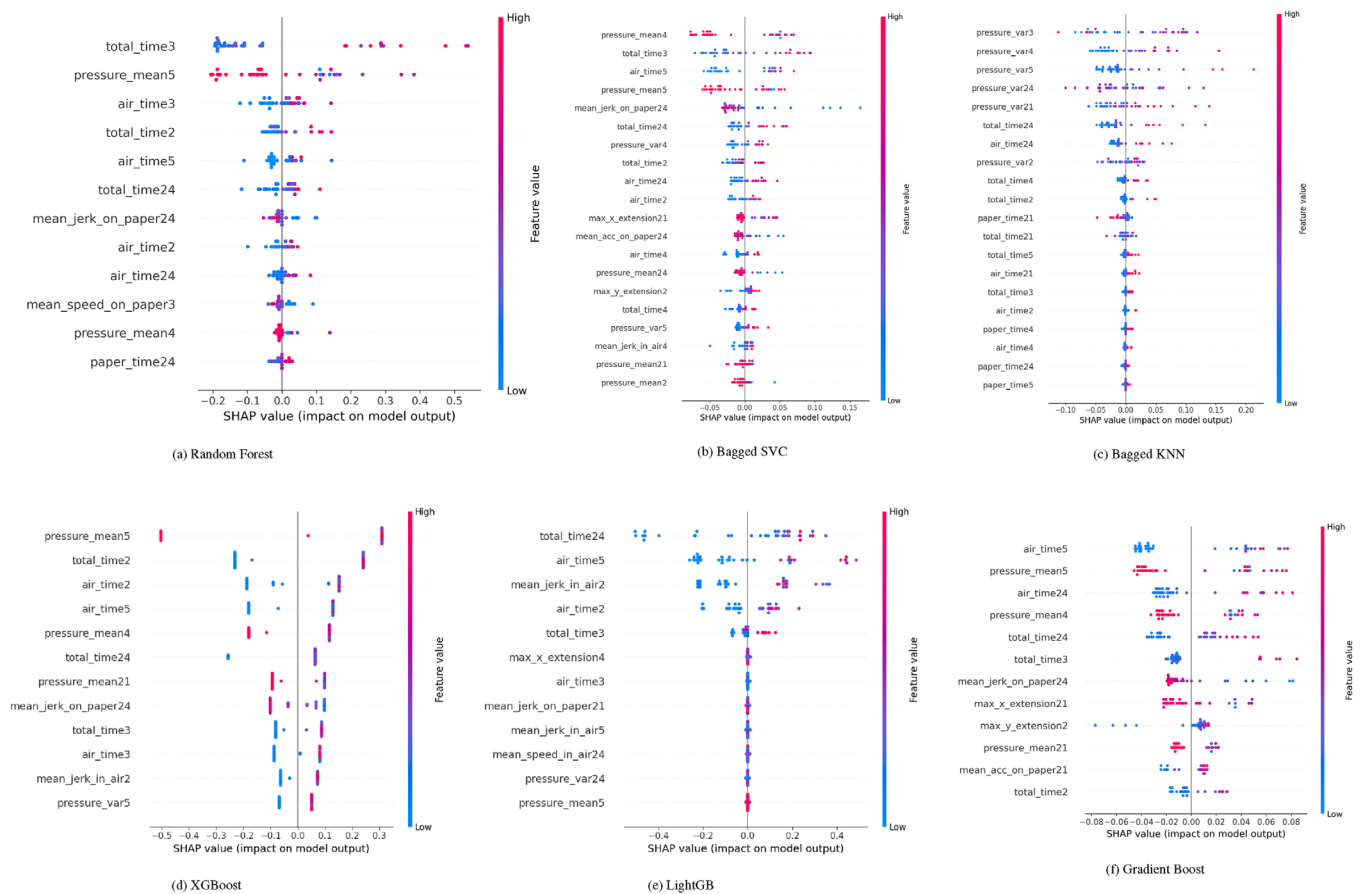 High
total_time3
pressure_mean5
air_time3
total_time2
air_time5
total_time24
mean_jerk_on_paper24
air_time2
air_time24
mean_speed_on_paper3
pressure_mean4
paper_time24
Feature value
Low
−0.2 −0.1 0.0 0.1 0.2 0.3 0.4 0.5
SHAP value (impact on model output)
(a) Random Forest
High
pressure_mean4
total_time3
air_time5
pressure_mean5
mean_jerk_on_paper24
total_time24
pressure_var4
total_time2
air_time24
air_time2
max_x_extension21
mean_acc_on_paper24
air_time4
pressure_mean24
max_y_extension2
total_time4
pressure_var5
mean_jerk_in_air4
pressure_mean21
pressure_mean2
Feature value
Low
−0.05 0.00 0.05 0.10 0.15
SHAP value (impact on model output)
(b) Bagged SVC
High
pressure_var3
pressure_var4
pressure_var5
pressure_var24
pressure_var21
total_time24
air_time24
pressure_var2
total_time4
total_time2
paper_time21
total_time21
total_time5
air_time21
total_time3
air_time2
paper_time4
air_time4
paper_time24
paper_time5
Feature value
Low
−0.10 −0.05 0.00 0.05 0.10 0.15 0.20
SHAP value (impact on model output)
(c) Bagged KNN
High
pressure_mean5
total_time2
air_time2
air_time5
pressure_mean4
total_time24
pressure_mean21
mean_jerk_on_paper24
total_time3
air_time3
mean_jerk_in_air2
pressure_var5
Feature value
Low
−0.5 −0.4 −0.3 −0.2 −0.1 0.0 0.1 0.2 0.3
SHAP value (impact on model output)
(d) XGBoost
High
total_time24
air_time5
mean_jerk_in_air2
air_time2
total_time3
max_x_extension4
air_time3
mean_jerk_on_paper21
mean_jerk_in_air5
mean_speed_in_air24
pressure_var24
pressure_mean5
Feature value
Low
−0.4 −0.2 0.0 0.2 0.4
SHAP value (impact on model output)
(e) LightGB
High
air_time5
pressure_mean5
air_time24
pressure_mean4
total_time24
total_time3
mean_jerk_on_paper24
max_x_extension21
max_y_extension2
pressure_mean21
mean_acc_on_paper21
total_time2
Feature value
Low
−0.08 −0.06 −0.04 −0.02 0.00 0.02 0.04 0.06 0.08
SHAP value (impact on model output)
(f) Gradient Boost